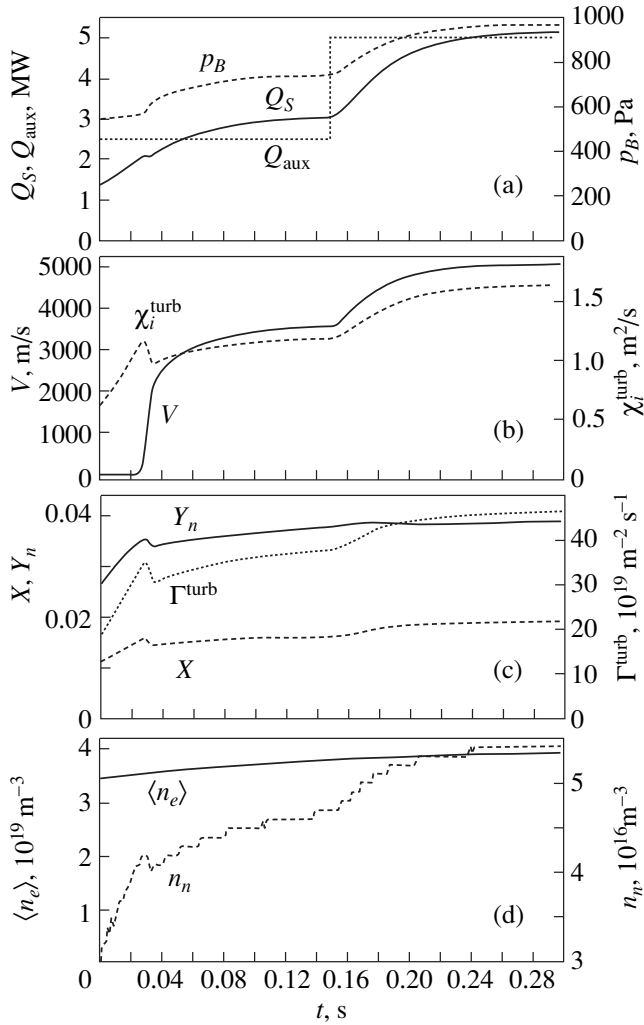 Q_S, Q_aux, MW
5
4
3
2
1
0
p_B
Q_S
Q_aux
(a)
1000
800
600
400
200
0
p_B, Pa
V, m/s
5000
4000
3000
2000
1000
0
χ_i^turb
V
(b)
1.5
1.0
0.5
0
χ_i^turb, m²/s
X, Y_n
0.04
0.02
0
Y_n
Γ^turb
X
(c)
40
30
20
10
0
Γ^turb, 10^19 m^−2 s^−1
⟨n_e⟩, 10^19 m^−3
4
3
2
1
⟨n_e⟩
n_n
(d)
5
4
3
n_n, 10^16 m^−3
0 0.04 0.08 0.12 0.16 0.20 0.24 0.28
t, s